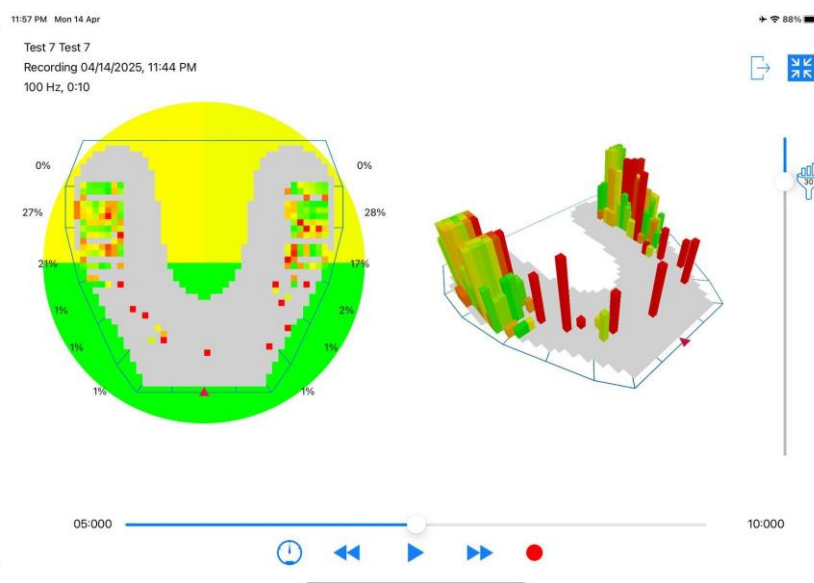 11:57 PM Mon 14 Apr
88%
Test 7 Test 7
Recording 04/14/2025, 11:44 PM
100 Hz, 0:10
0% 0%
27% 28%
21% 17%
1% 2%
1% 1%
1% 1%
30
05:000 10:000